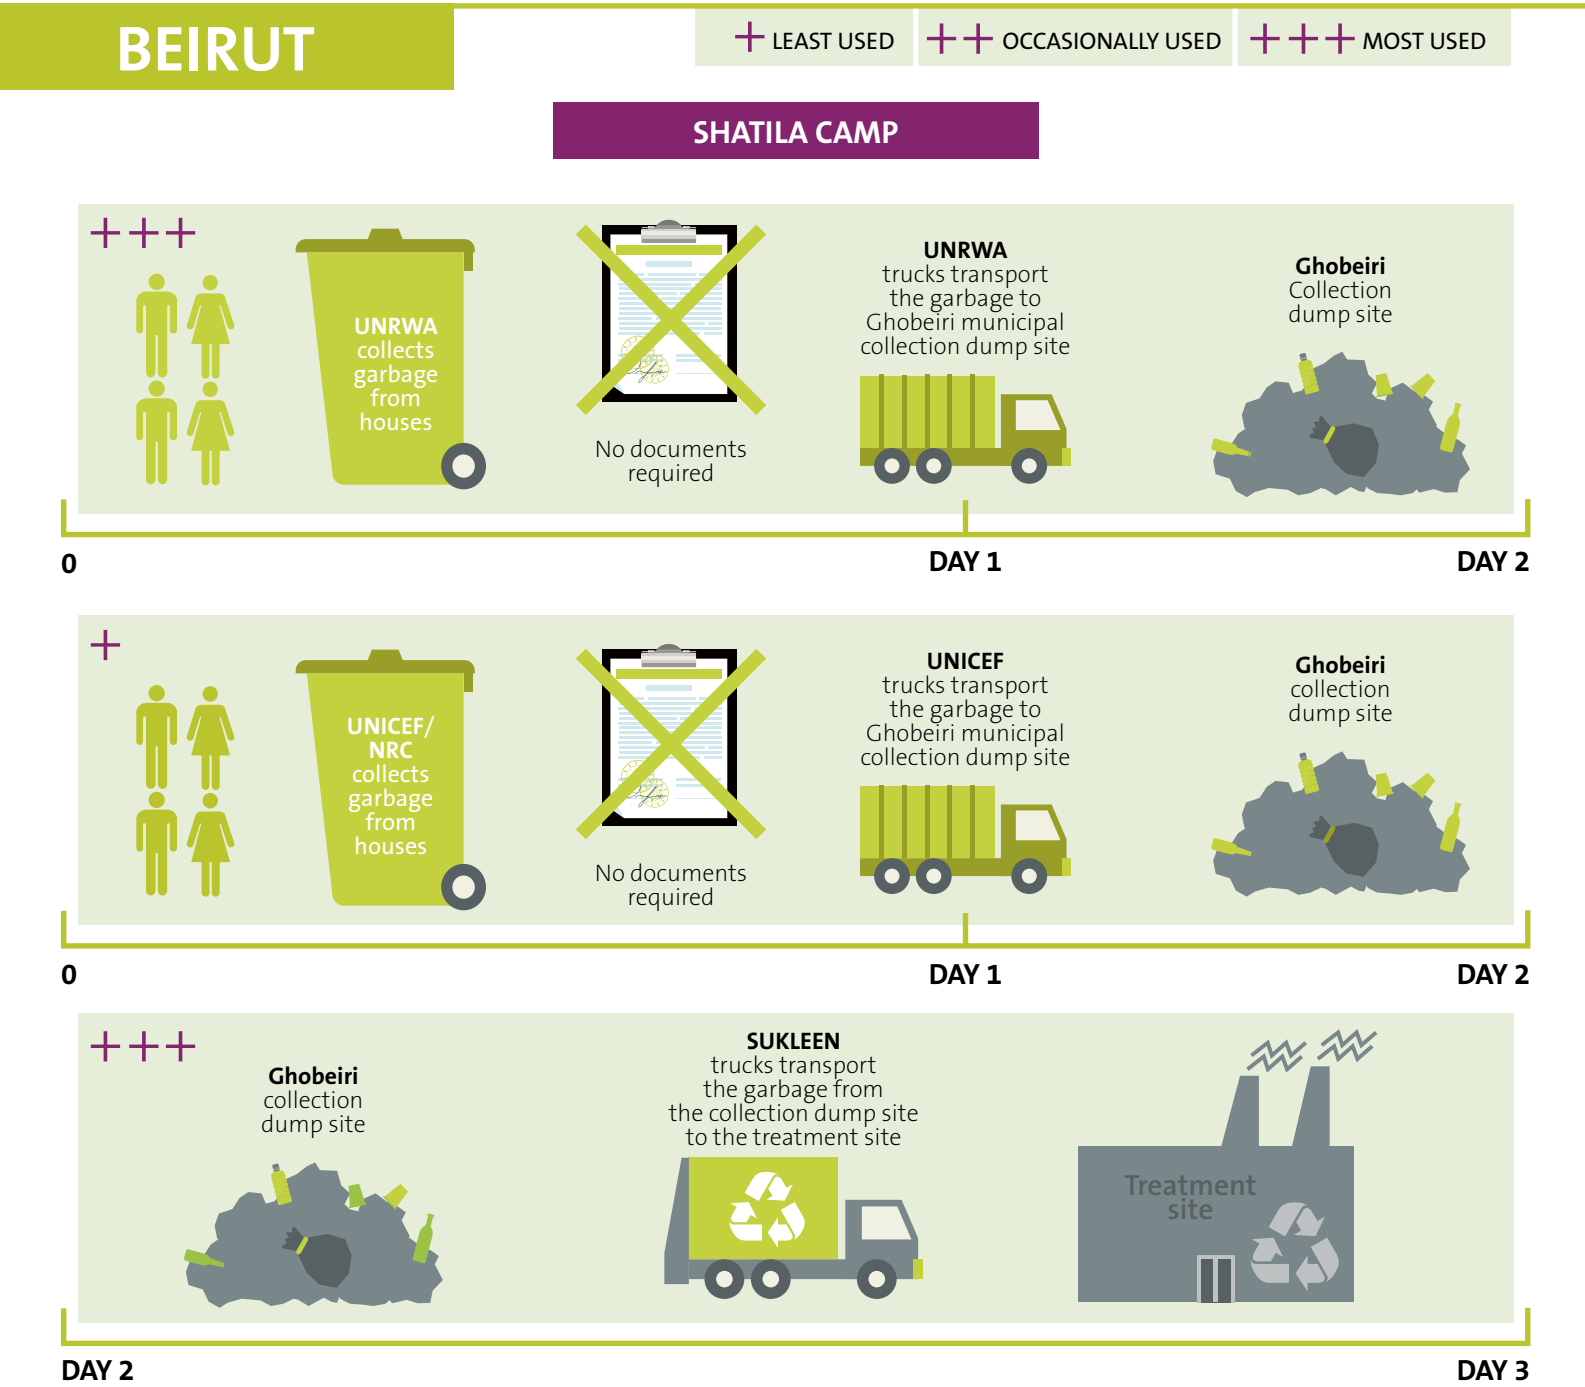 BEIRUT
+ LEAST USED
++ OCCASIONALLY USED
+++ MOST USED
SHATILA CAMP
+++
UNRWA
collects
garbage
from
houses
No documents
required
UNRWA
trucks transport
the garbage to
Ghobeiri municipal
collection dump site
Ghobeiri
Collection
dump site
0
DAY 1
DAY 2
+
UNICEF/
NRC
collects
garbage
from
houses
No documents
required
UNICEF
trucks transport
the garbage to
Ghobeiri municipal
collection dump site
Ghobeiri
collection
dump site
0
DAY 1
DAY 2
+++
Ghobeiri
collection
dump site
SUKLEEN
trucks transport
the garbage from
the collection dump site
to the treatment site
Treatment
site
DAY 2
DAY 3